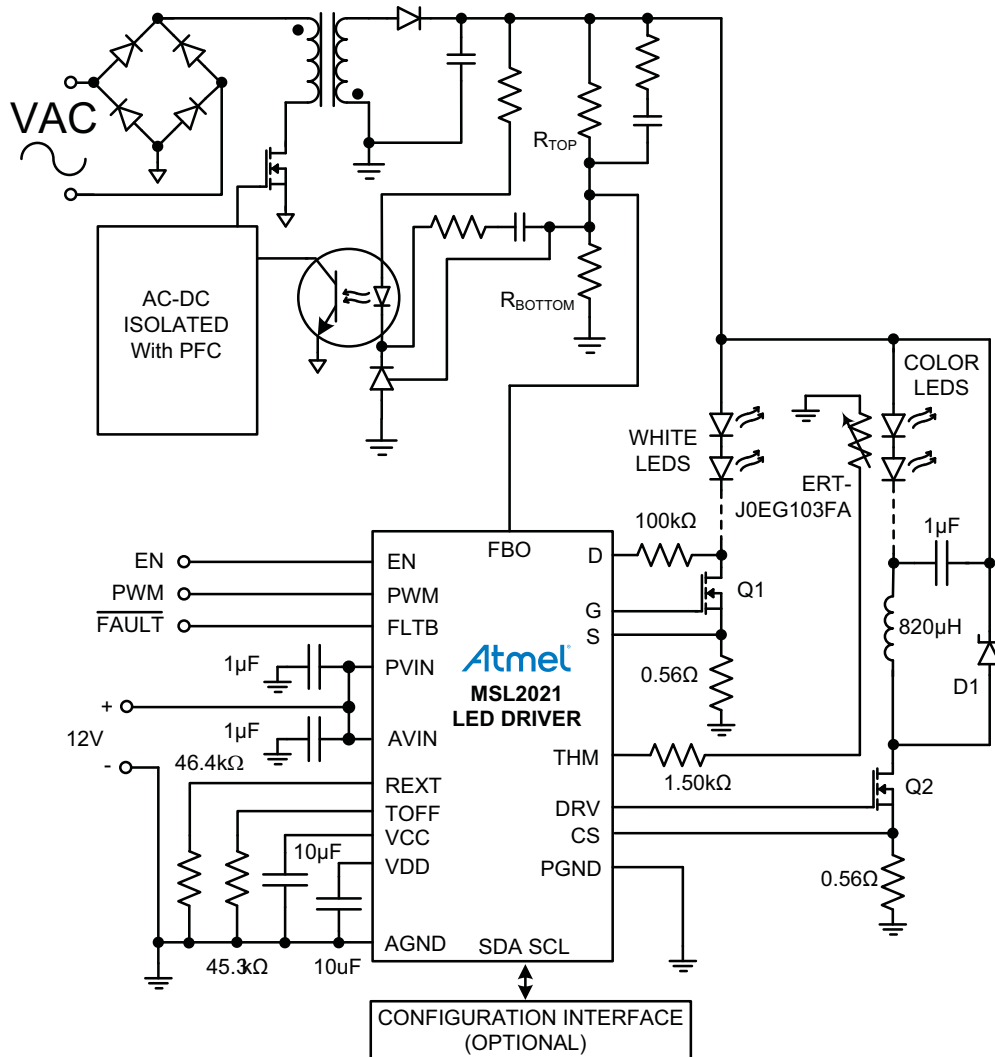 VAC
R TOP
R BOTTOM
AC-DC
ISOLATED
With PFC
COLOR
LEDS
WHITE
LEDS
ERT-
J0EG103FA
100kΩ
1µF
FBO
D
EN
EN
PWM
PWM
FAULT
FLTB
G
Q1
S
820µH
1µF
PVIN
Atmel
MSL2021
LED DRIVER
0.56Ω
D1
+
12V
-
1µF
AVIN
THM
46.4kΩ
REXT
1.50kΩ
Q2
TOFF
DRV
VCC
CS
10µF
VDD
PGND
0.56Ω
AGND
45.3kΩ
10uF
SDA SCL
CONFIGURATION INTERFACE
(OPTIONAL)